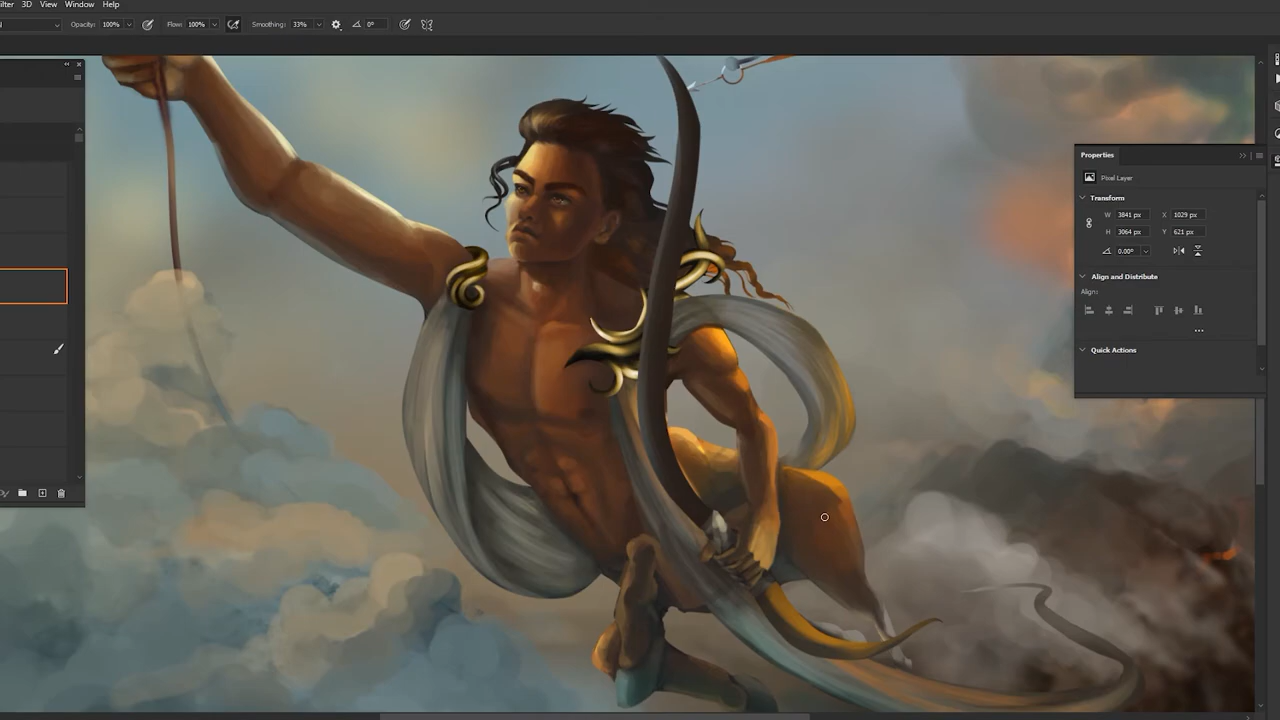 ilter 3D View Window Help
Opacity: 100% Flow: 100% Smoothing: 33% 0°
Properties
Pixel Layer
Transform
W 3841 px X 1029 px
H 3064 px Y 621 px
0.00°
Align and Distribute
Align:
Quick Actions